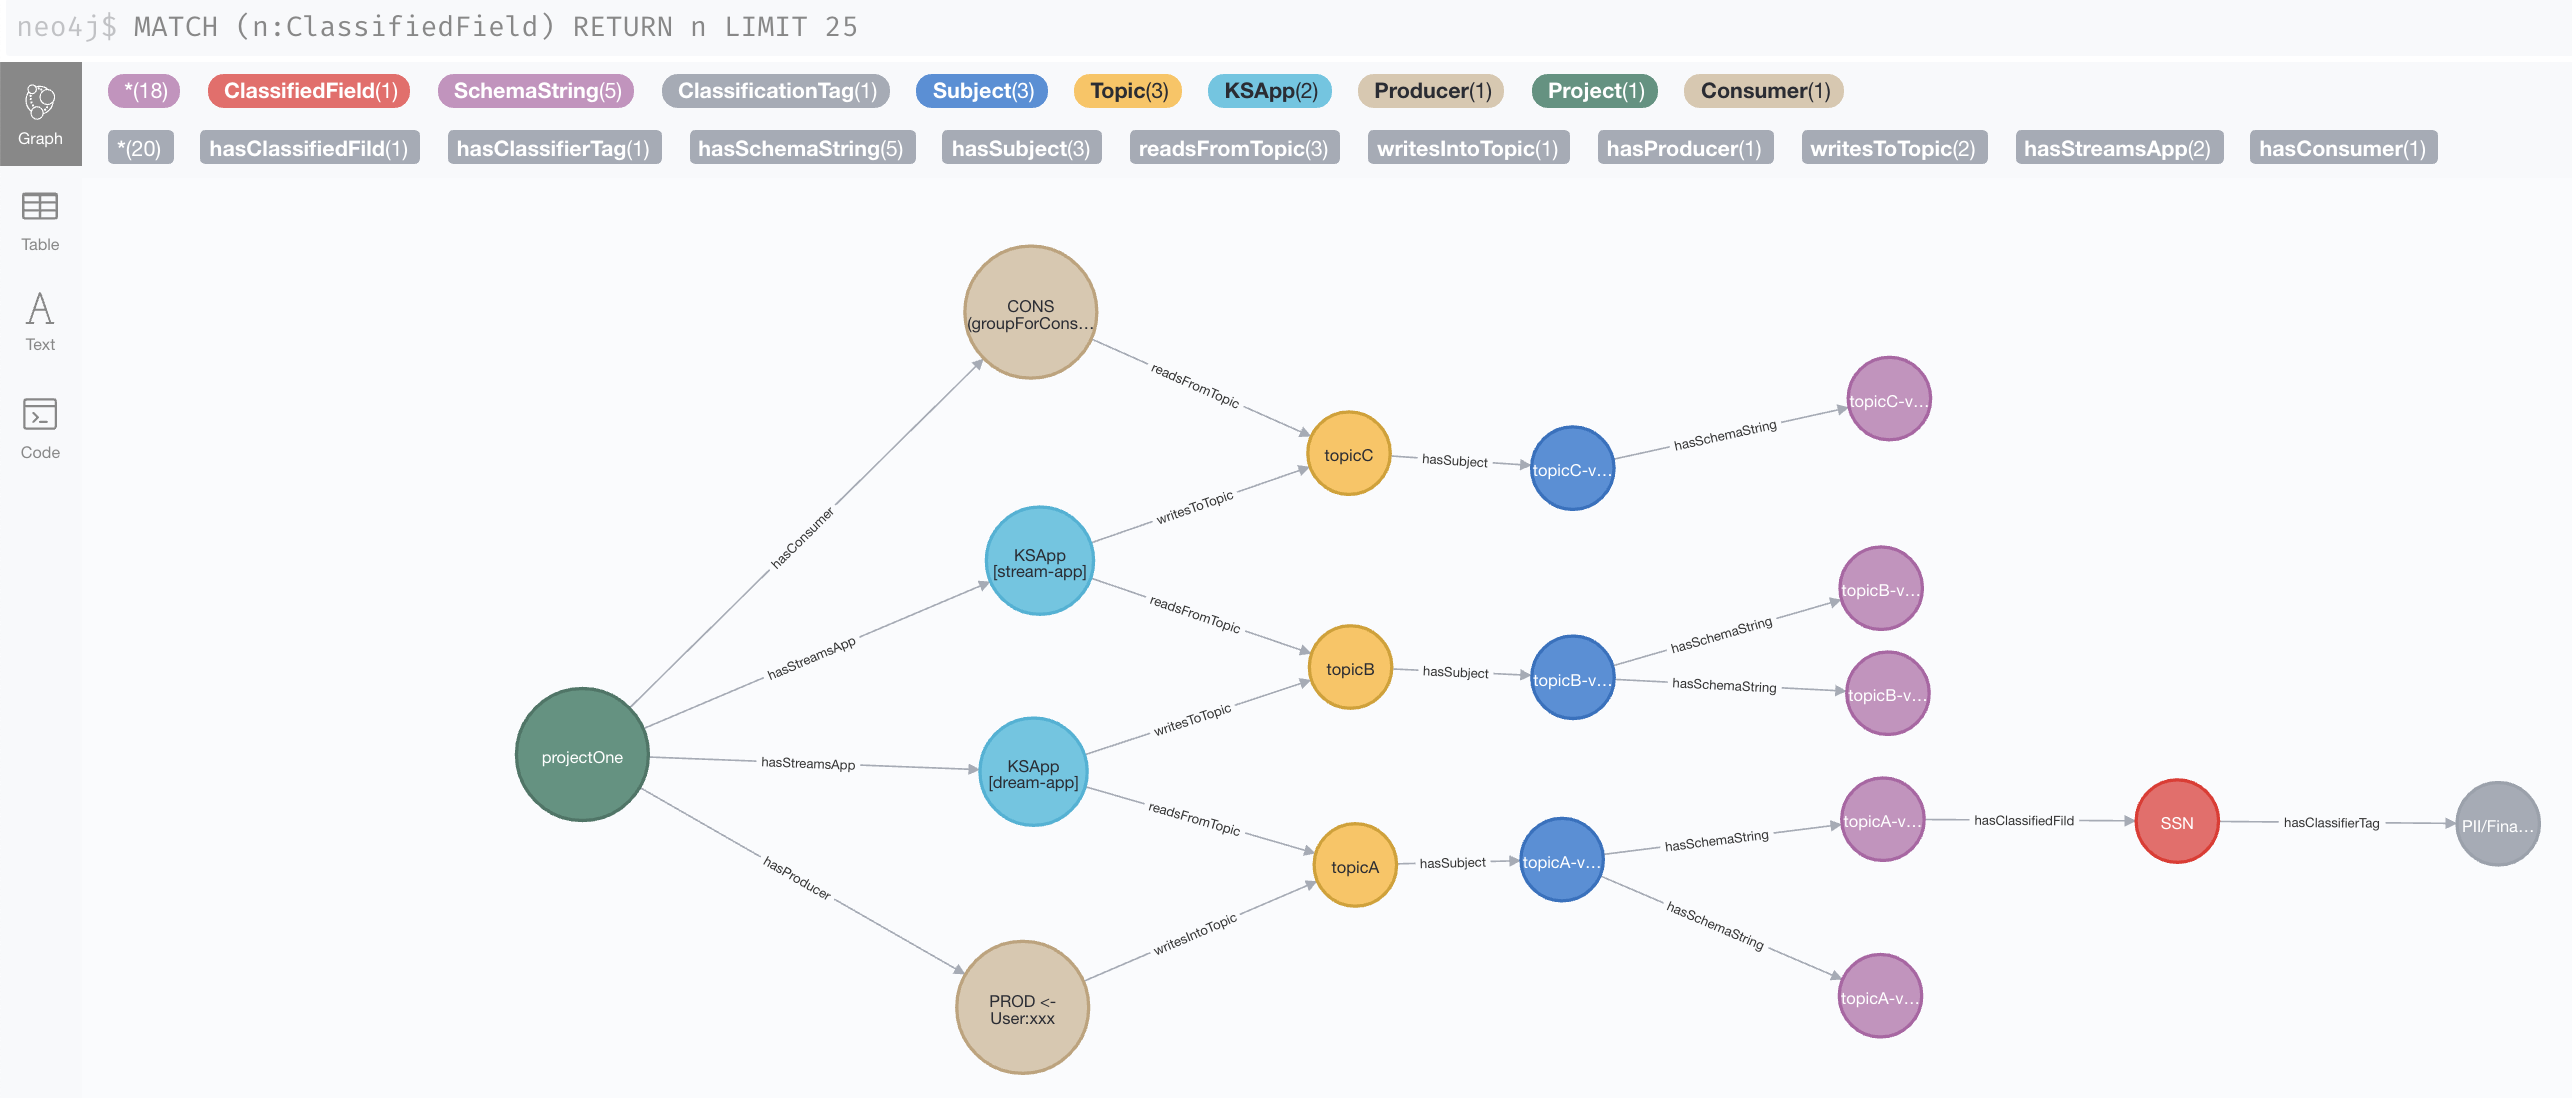 neo4j$ MATCH (n:ClassifiedField) RETURN n LIMIT 25
*(18) ClassifiedField(1) SchemaString(5) ClassificationTag(1) Subject(3) Topic(3) KSApp(2) Producer(1) Project(1) Consumer(1)
*(20) hasClassifiedFild(1) hasClassifierTag(1) hasSchemaString(5) hasSubject(3) readsFromTopic(3) writesIntoTopic(1) hasProducer(1) writesToTopic(2) hasStreamsApp(2) hasConsumer(1)
Graph
Table
Text
Code
CONS
(groupForCons...
readsFromTopic
topicC-v...
hasSchemaString
topicC
hasSubject
topicC-v...
writesToTopic
hasConsumer
KSApp
[stream-app]
readsFromTopic
topicB-v...
hasSchemaString
hasStreamsApp
topicB
hasSubject
topicB-v...
hasSchemaString
topicB-v...
writesToTopic
projectOne
hasStreamsApp
KSApp
[dream-app]
readsFromTopic
hasSchemaString
topicA-v...
hasClassifiedFild
SSN
hasClassifierTag
PII/Fina...
topicA
hasSubject
topicA-v...
hasProducer
writesIntoTopic
hasSchemaString
topicA-v...
PROD <-
User:xxx